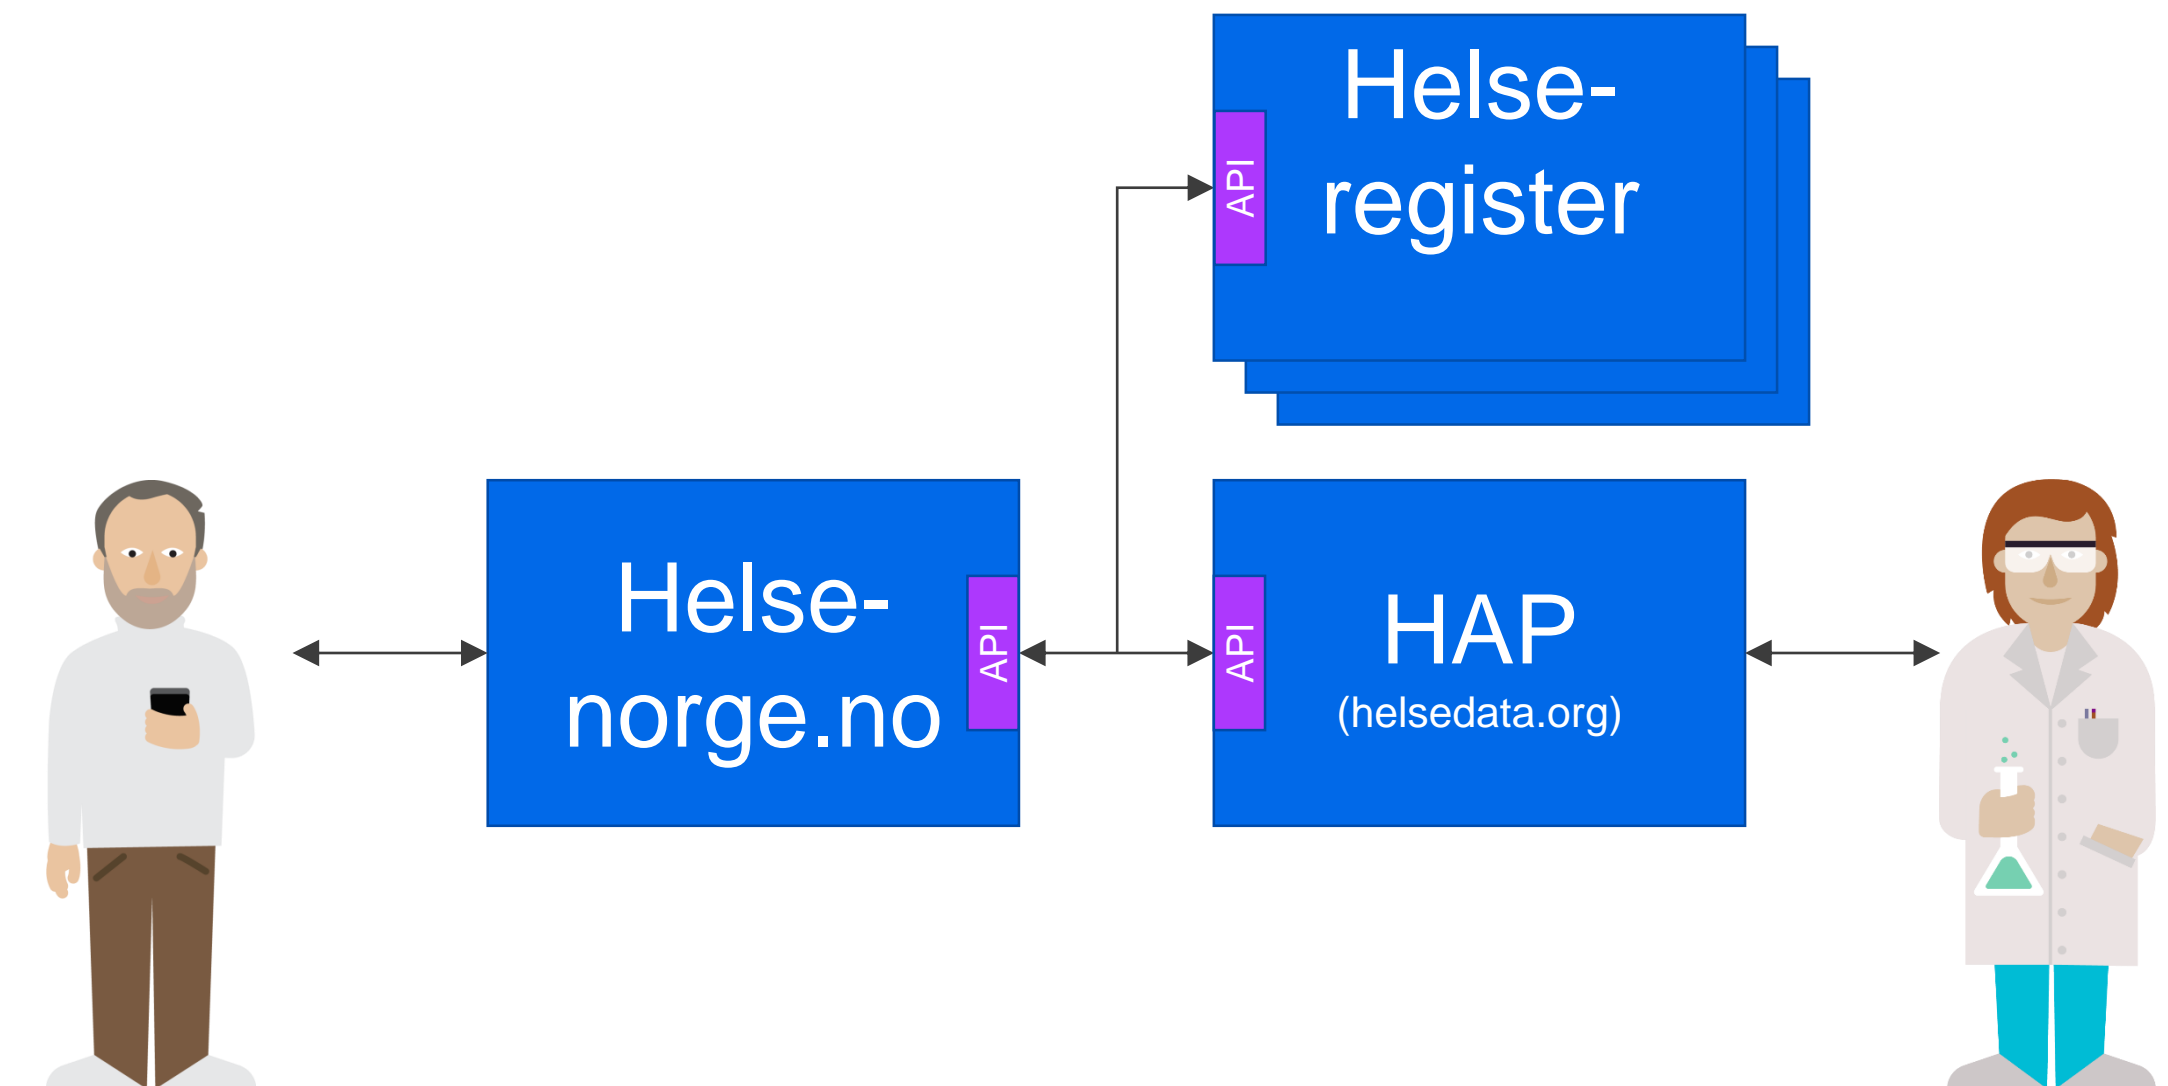 Helse-
register
API
Helse-
norge.no
API
API
HAP
(helsedata.org)